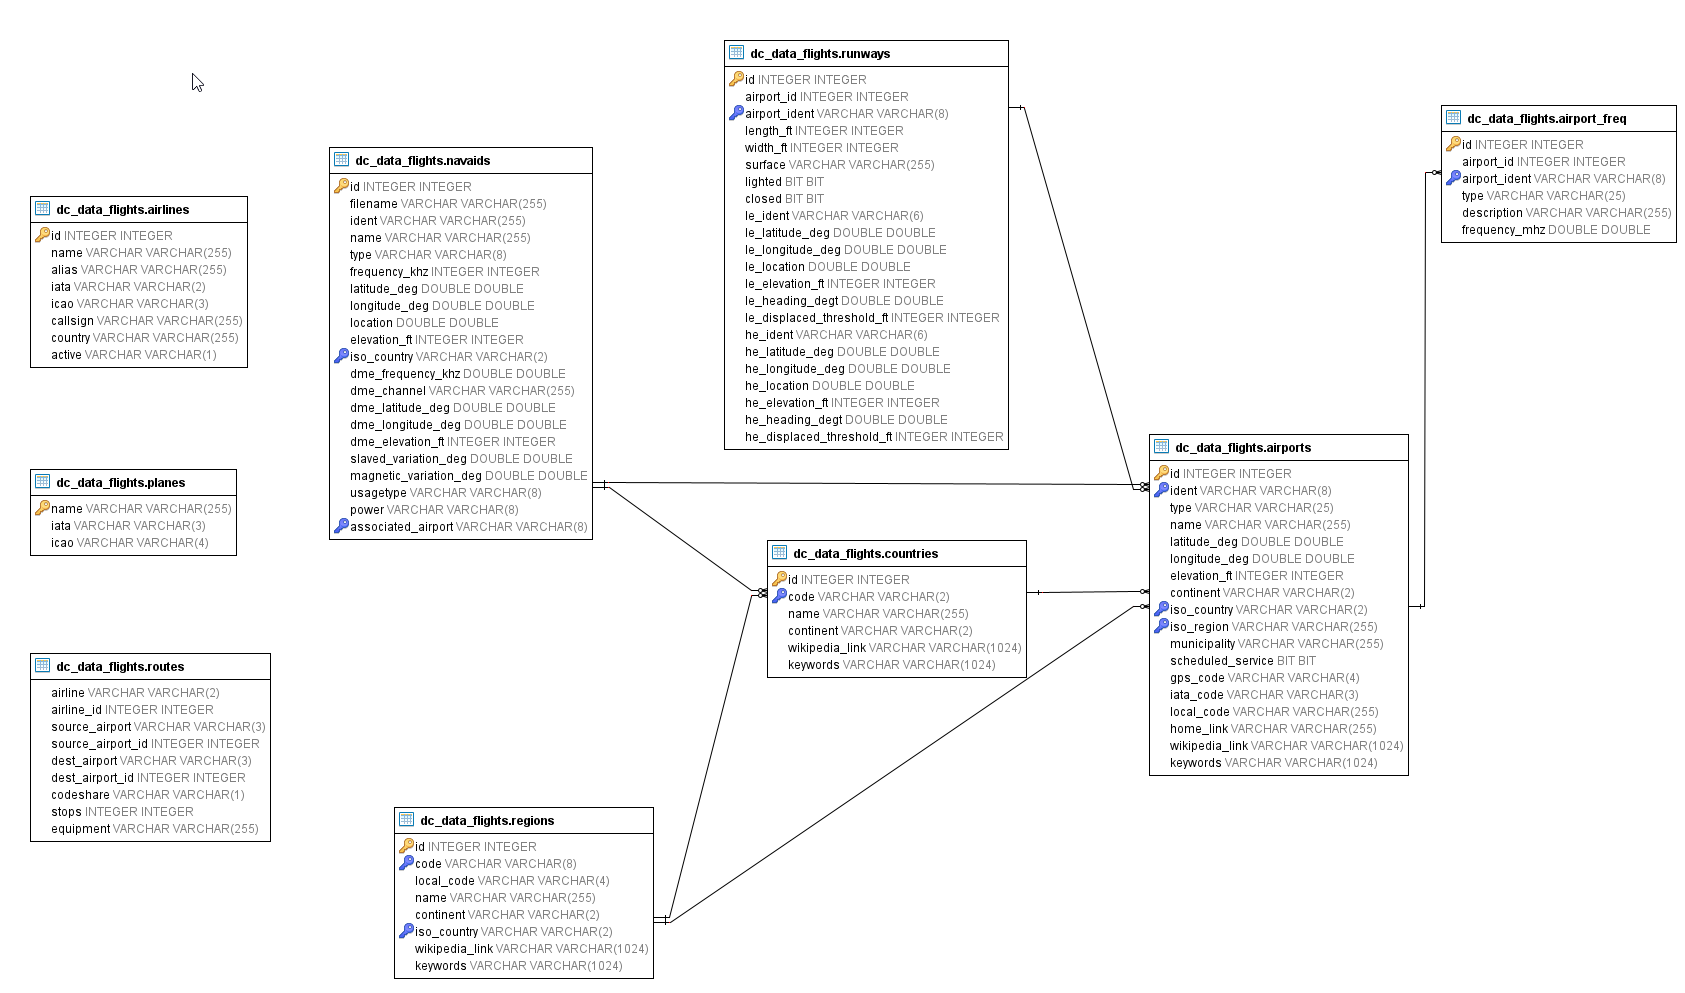 dc_data_flights.airlines
id INTEGER INTEGER
name VARCHAR VARCHAR(255)
alias VARCHAR VARCHAR(255)
iata VARCHAR VARCHAR(2)
icao VARCHAR VARCHAR(3)
callsign VARCHAR VARCHAR(255)
country VARCHAR VARCHAR(255)
active VARCHAR VARCHAR(1)
dc_data_flights.planes
name VARCHAR VARCHAR(255)
iata VARCHAR VARCHAR(3)
icao VARCHAR VARCHAR(4)
dc_data_flights.routes
airline VARCHAR VARCHAR(2)
airline_id INTEGER INTEGER
source_airport VARCHAR VARCHAR(3)
source_airport_id INTEGER INTEGER
dest_airport VARCHAR VARCHAR(3)
dest_airport_id INTEGER INTEGER
codeshare VARCHAR VARCHAR(1)
stops INTEGER INTEGER
equipment VARCHAR VARCHAR(255)
dc_data_flights.navaids
id INTEGER INTEGER
filename VARCHAR VARCHAR(255)
ident VARCHAR VARCHAR(255)
name VARCHAR VARCHAR(255)
type VARCHAR VARCHAR(8)
frequency_khz INTEGER INTEGER
latitude_deg DOUBLE DOUBLE
longitude_deg DOUBLE DOUBLE
location DOUBLE DOUBLE
elevation_ft INTEGER INTEGER
iso_country VARCHAR VARCHAR(2)
dme_frequency_khz DOUBLE DOUBLE
dme_channel VARCHAR VARCHAR(255)
dme_latitude_deg DOUBLE DOUBLE
dme_longitude_deg DOUBLE DOUBLE
dme_elevation_ft INTEGER INTEGER
slaved_variation_deg DOUBLE DOUBLE
magnetic_variation_deg DOUBLE DOUBLE
usagetype VARCHAR VARCHAR(8)
power VARCHAR VARCHAR(8)
associated_airport VARCHAR VARCHAR(8)
dc_data_flights.regions
id INTEGER INTEGER
code VARCHAR VARCHAR(8)
local_code VARCHAR VARCHAR(4)
name VARCHAR VARCHAR(255)
continent VARCHAR VARCHAR(2)
iso_country VARCHAR VARCHAR(2)
wikipedia_link VARCHAR VARCHAR(1024)
keywords VARCHAR VARCHAR(1024)
dc_data_flights.runways
id INTEGER INTEGER
airport_id INTEGER INTEGER
airport_ident VARCHAR VARCHAR(8)
length_ft INTEGER INTEGER
width_ft INTEGER INTEGER
surface VARCHAR VARCHAR(255)
lighted BIT BIT
closed BIT BIT
le_ident VARCHAR VARCHAR(6)
le_latitude_deg DOUBLE DOUBLE
le_longitude_deg DOUBLE DOUBLE
le_location DOUBLE DOUBLE
le_elevation_ft INTEGER INTEGER
le_heading_degt DOUBLE DOUBLE
le_displaced_threshold_ft INTEGER INTEGER
he_ident VARCHAR VARCHAR(6)
he_latitude_deg DOUBLE DOUBLE
he_longitude_deg DOUBLE DOUBLE
he_location DOUBLE DOUBLE
he_elevation_ft INTEGER INTEGER
he_heading_degt DOUBLE DOUBLE
he_displaced_threshold_ft INTEGER INTEGER
dc_data_flights.countries
id INTEGER INTEGER
code VARCHAR VARCHAR(2)
name VARCHAR VARCHAR(255)
continent VARCHAR VARCHAR(2)
wikipedia_link VARCHAR VARCHAR(1024)
keywords VARCHAR VARCHAR(1024)
dc_data_flights.airports
id INTEGER INTEGER
ident VARCHAR VARCHAR(8)
type VARCHAR VARCHAR(25)
name VARCHAR VARCHAR(255)
latitude_deg DOUBLE DOUBLE
longitude_deg DOUBLE DOUBLE
elevation_ft INTEGER INTEGER
continent VARCHAR VARCHAR(2)
iso_country VARCHAR VARCHAR(2)
iso_region VARCHAR VARCHAR(255)
municipality VARCHAR VARCHAR(255)
scheduled_service BIT BIT
gps_code VARCHAR VARCHAR(4)
iata_code VARCHAR VARCHAR(3)
local_code VARCHAR VARCHAR(255)
home_link VARCHAR VARCHAR(255)
wikipedia_link VARCHAR VARCHAR(1024)
keywords VARCHAR VARCHAR(1024)
dc_data_flights.airport_freq
id INTEGER INTEGER
airport_id INTEGER INTEGER
airport_ident VARCHAR VARCHAR(8)
type VARCHAR VARCHAR(25)
description VARCHAR VARCHAR(255)
frequency_mhz DOUBLE DOUBLE